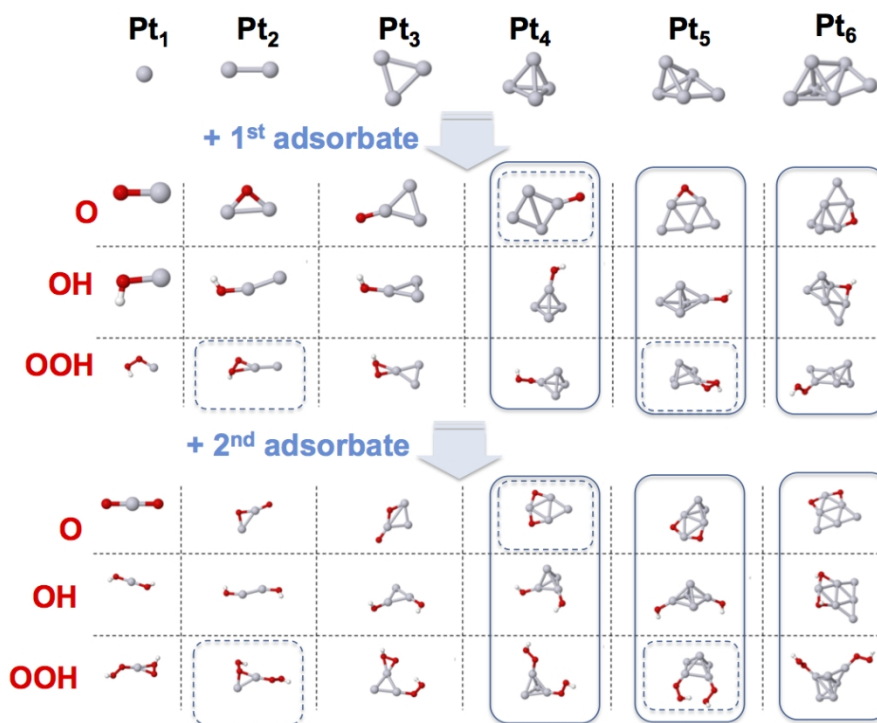 Pt₁ Pt₂ Pt₃ Pt₄ Pt₅ Pt₆
+ 1ˢᵗ adsorbate
O
OH
OOH
+ 2ⁿᵈ adsorbate
O
OH
OOH